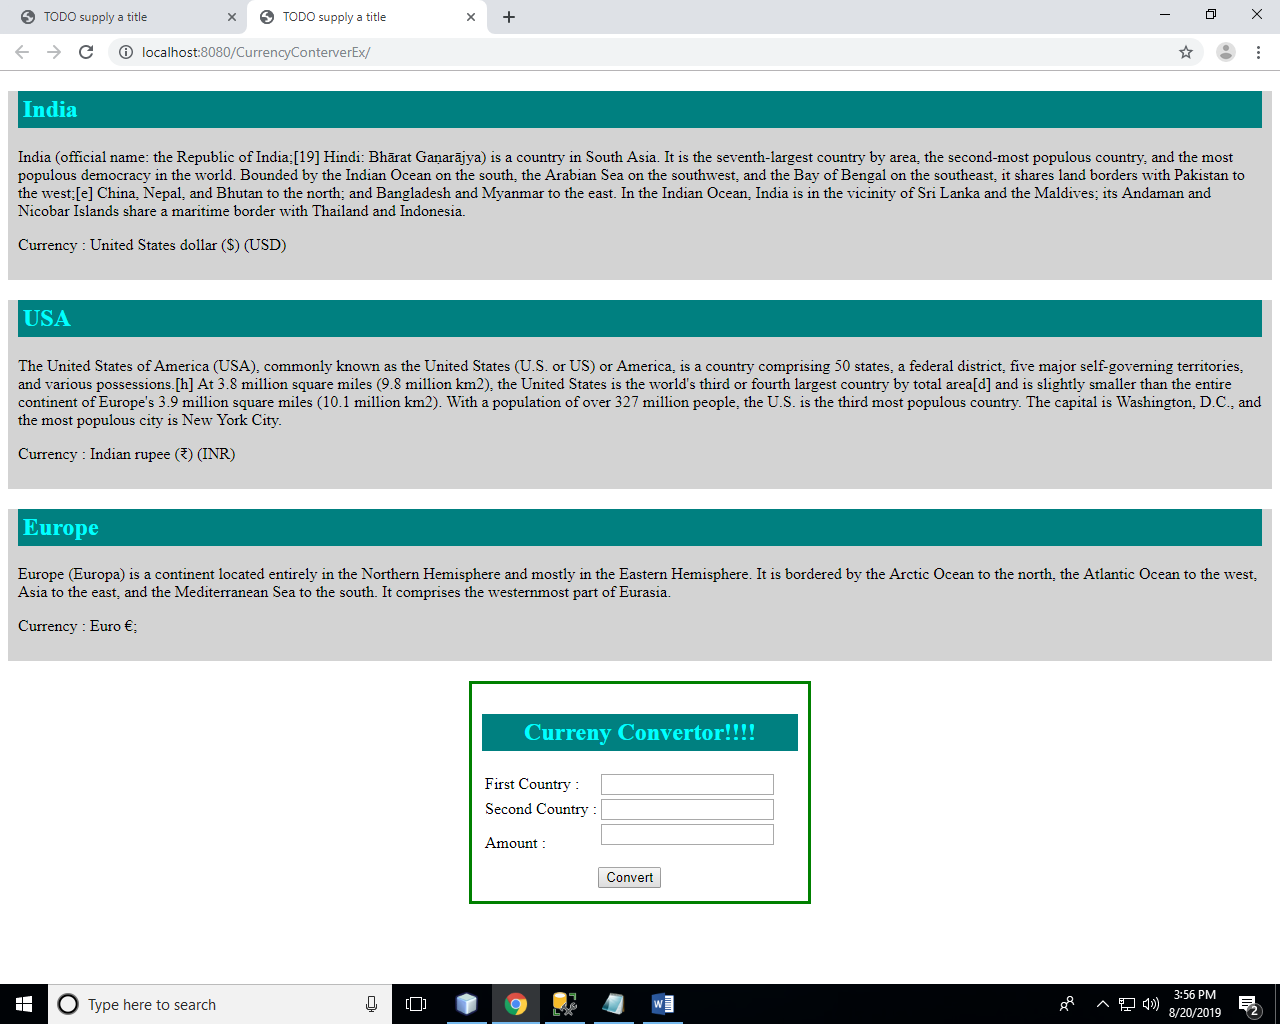 TODO supply a title
TODO supply a title
localhost:8080/CurrencyConterverEx/
India
India (official name: the Republic of India;[19] Hindi: Bhārat Gaṇarājya) is a country in South Asia. It is the seventh-largest country by area, the second-most populous country, and the most
populous democracy in the world. Bounded by the Indian Ocean on the south, the Arabian Sea on the southwest, and the Bay of Bengal on the southeast, it shares land borders with Pakistan to
the west;[e] China, Nepal, and Bhutan to the north; and Bangladesh and Myanmar to the east. In the Indian Ocean, India is in the vicinity of Sri Lanka and the Maldives; its Andaman and
Nicobar Islands share a maritime border with Thailand and Indonesia.
Currency : United States dollar ($) (USD)
USA
The United States of America (USA), commonly known as the United States (U.S. or US) or America, is a country comprising 50 states, a federal district, five major self-governing territories,
and various possessions.[h] At 3.8 million square miles (9.8 million km2), the United States is the world's third or fourth largest country by total area[d] and is slightly smaller than the entire
continent of Europe's 3.9 million square miles (10.1 million km2). With a population of over 327 million people, the U.S. is the third most populous country. The capital is Washington, D.C., and
the most populous city is New York City.
Currency : Indian rupee (₹) (INR)
Europe
Europe (Europa) is a continent located entirely in the Northern Hemisphere and mostly in the Eastern Hemisphere. It is bordered by the Arctic Ocean to the north, the Atlantic Ocean to the west,
Asia to the east, and the Mediterranean Sea to the south. It comprises the westernmost part of Eurasia.
Currency : Euro €;
Curreny Convertor!!!!
First Country :
Second Country :
Amount :
Convert
Type here to search
3:56 PM
8/20/2019
2